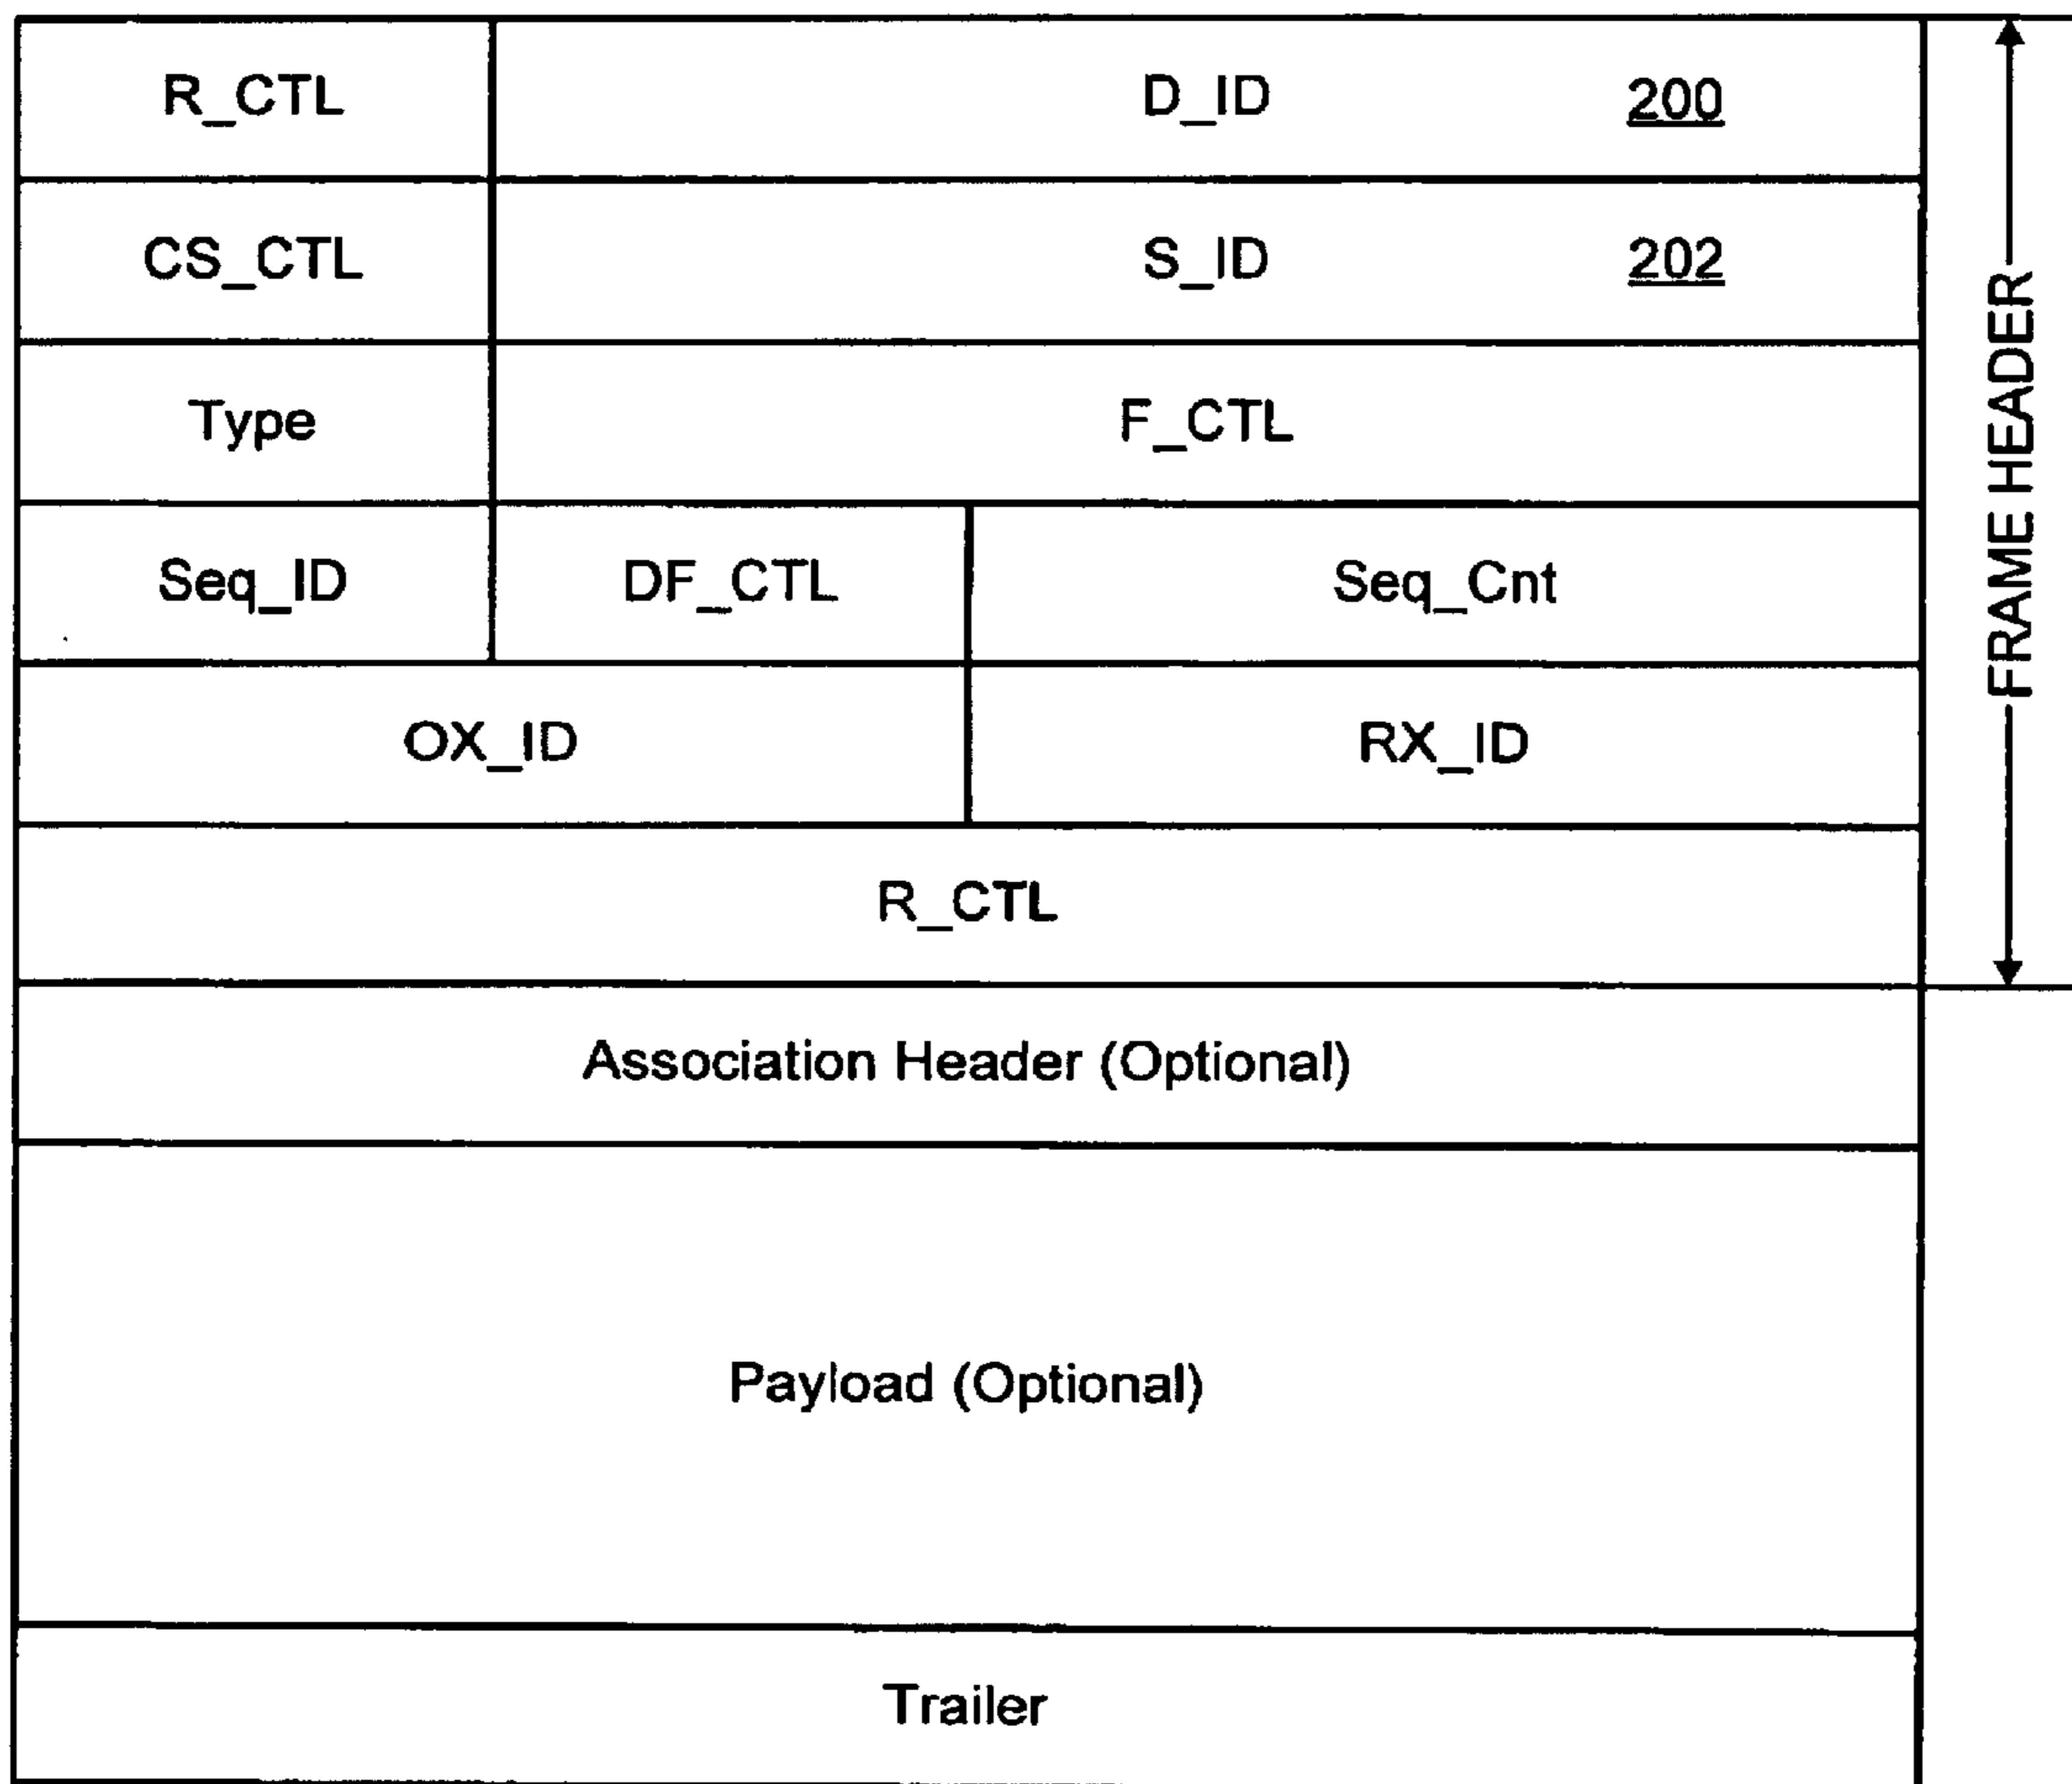 R_CTL D_ID 200
CS_CTL S_ID 202
Type F_CTL
Seq_ID DF_CTL Seq_Cnt
OX_ID RX_ID
R_CTL
Association Header (Optional)
Payload (Optional)
Trailer
FRAME HEADER